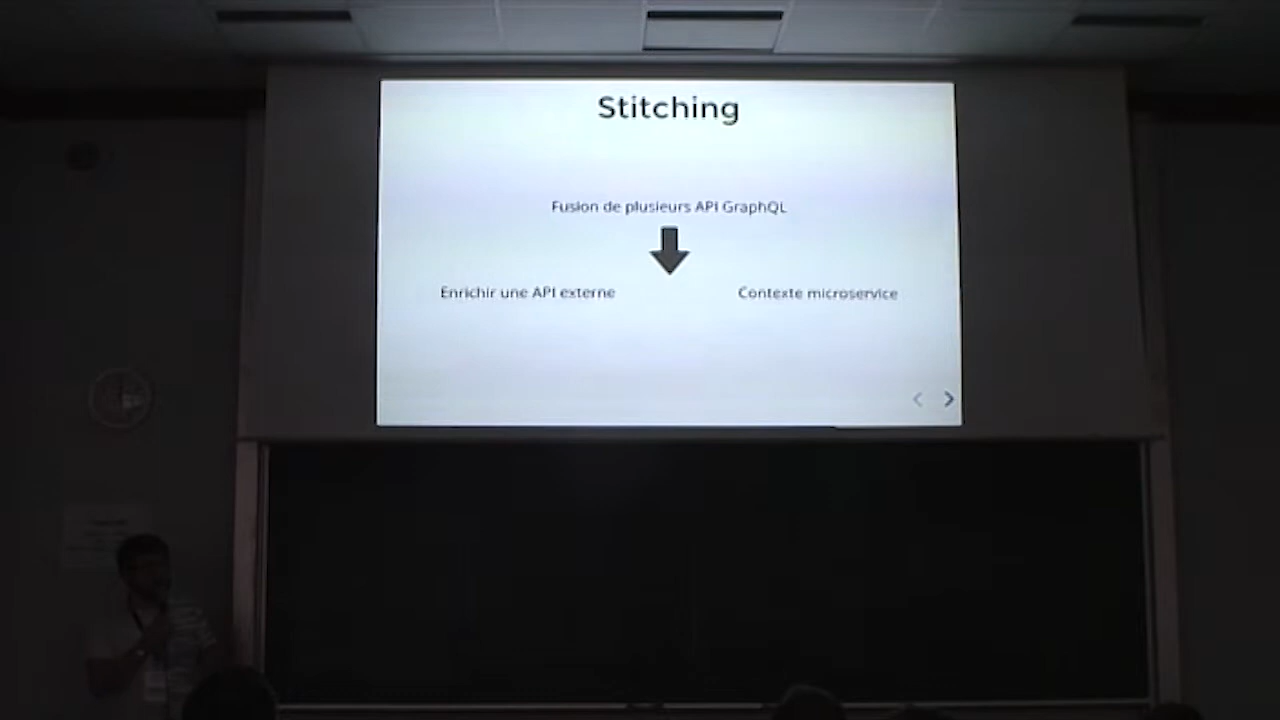 Stitching
Fusion de plusieurs API GraphQL
Enrichir une API externe
Contexte microservice